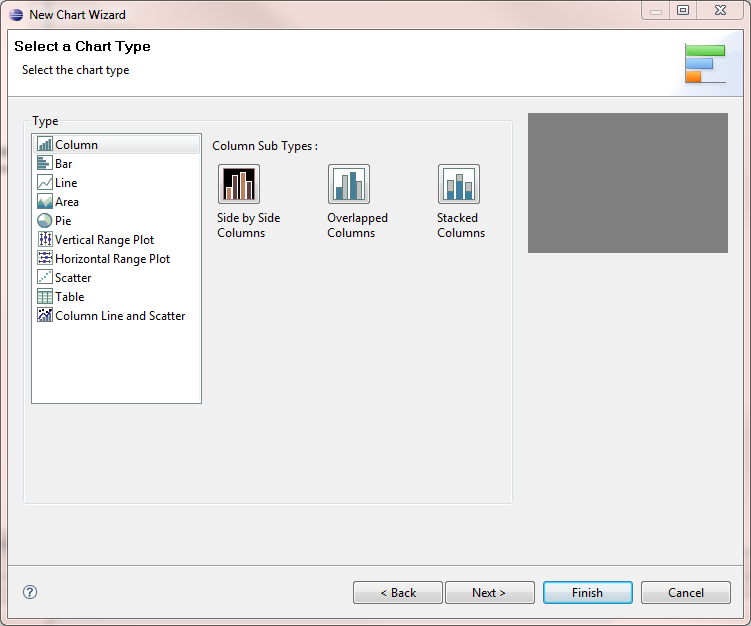 New Chart Wizard
Select a Chart Type
Select the chart type
Type
Column
Bar
Line
Area
Pie
Vertical Range Plot
Horizontal Range Plot
Scatter
Table
Column Line and Scatter
Column Sub Types :
Side by Side
Columns
Overlapped
Columns
Stacked
Columns
?
< Back
Next >
Finish
Cancel